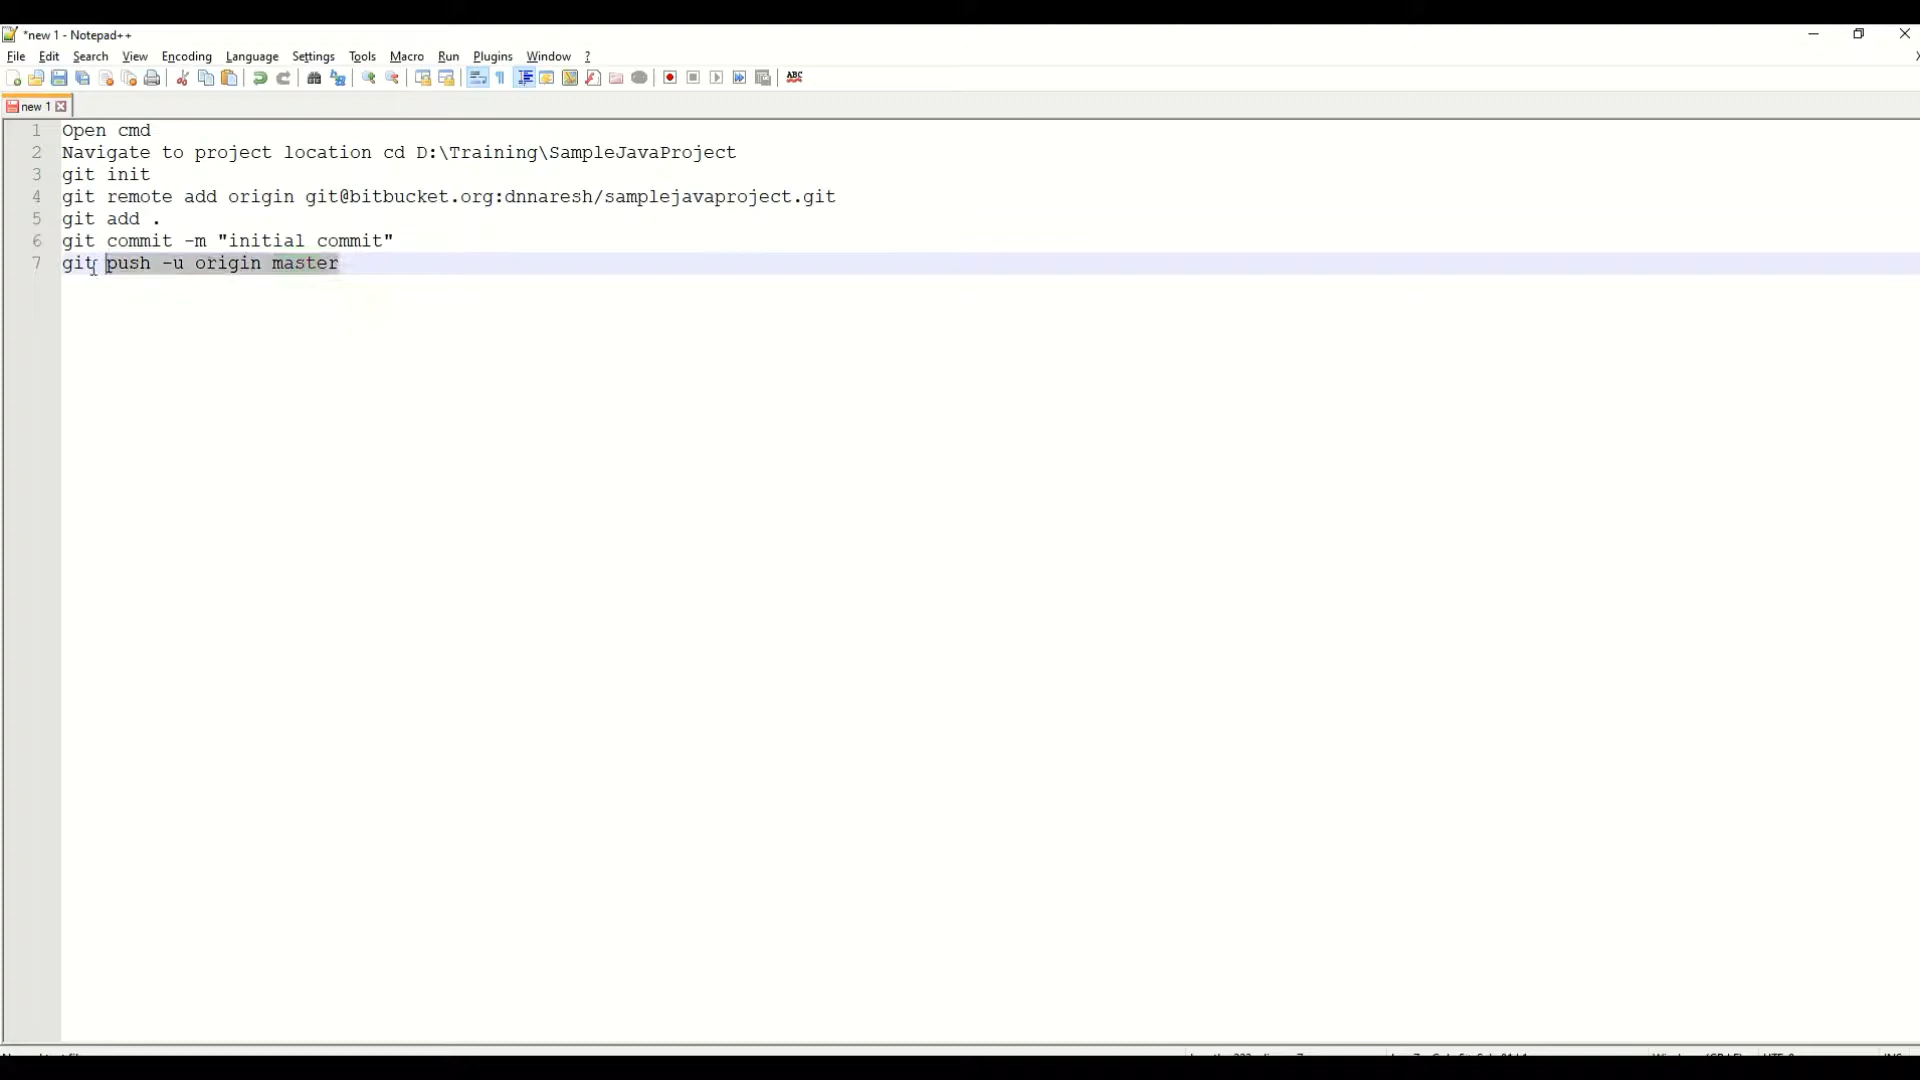 *new 1 - Notepad++
File Edit Search View Encoding Language Settings Tools Macro Run Plugins Window ?
ABC
new 1
1 Open cmd
2 Navigate to project location cd D:\Training\SampleJavaProject
3 git init
4 git remote add origin git@bitbucket.org:dnnaresh/samplejavaproject.git
5 git add .
6 git commit -m "initial commit"
7 git push -u origin master